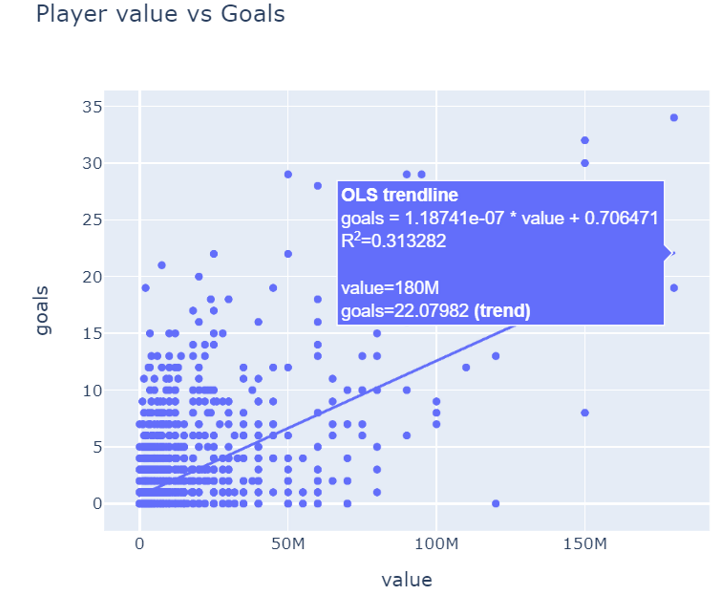 Player value vs Goals
35
30
25
20
15
10
5
0
goals
OLS trendline
goals = 1.18741e-07 * value + 0.706471
R²=0.313282
value=180M
goals=22.07982 (trend)
0
50M
100M
150M
value